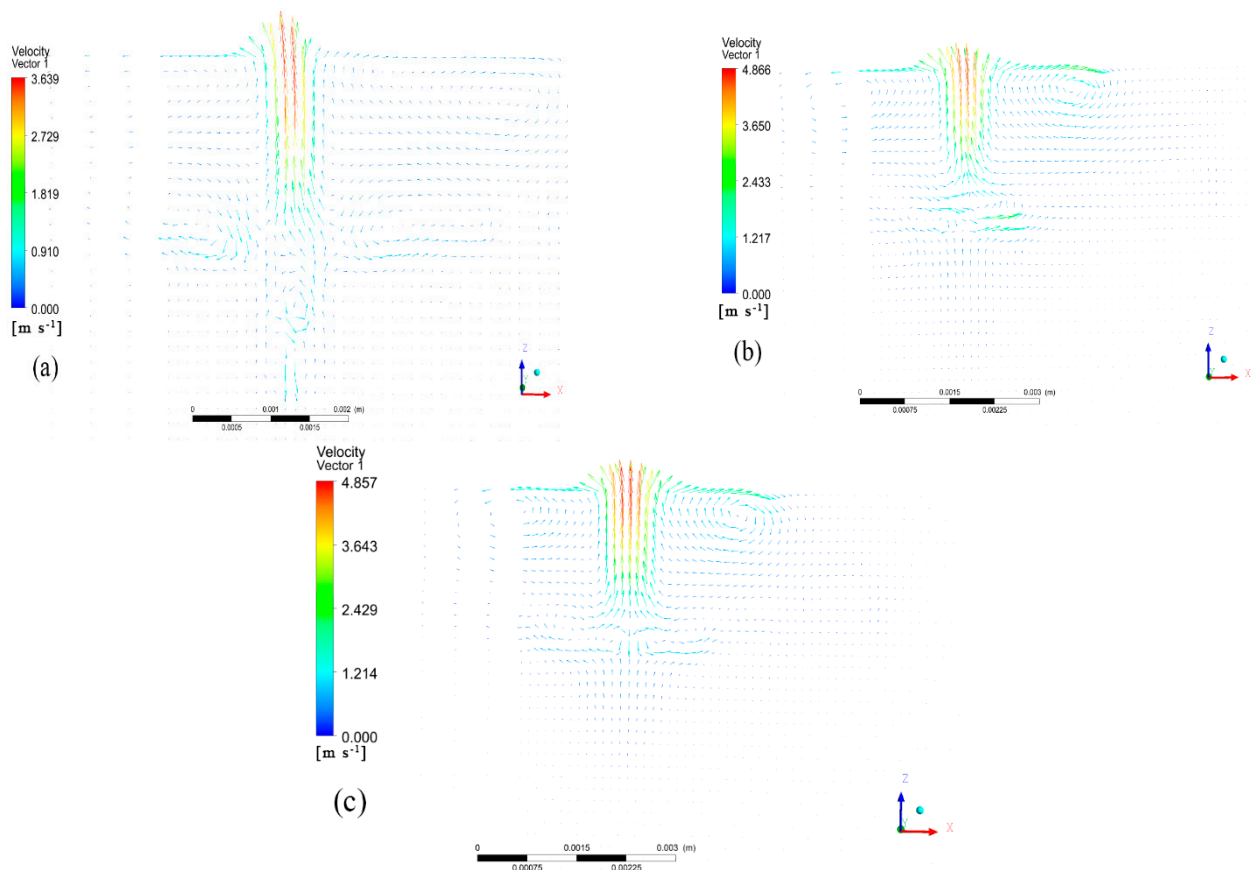 Velocity
Vector 1
3.639
2.729
1.819
0.910
0.000
[m s⁻¹]
(a)
Z
Y
X
0 0.001 0.002 (m)
0.0005 0.0015
Velocity
Vector 1
4.866
3.650
2.433
1.217
0.000
[m s⁻¹]
(b)
Z
Y
X
0 0.0015 0.003 (m)
0.00075 0.00225
Velocity
Vector 1
4.857
3.643
2.429
1.214
0.000
[m s⁻¹]
(c)
Z
Y
X
0 0.0015 0.003 (m)
0.00075 0.00225